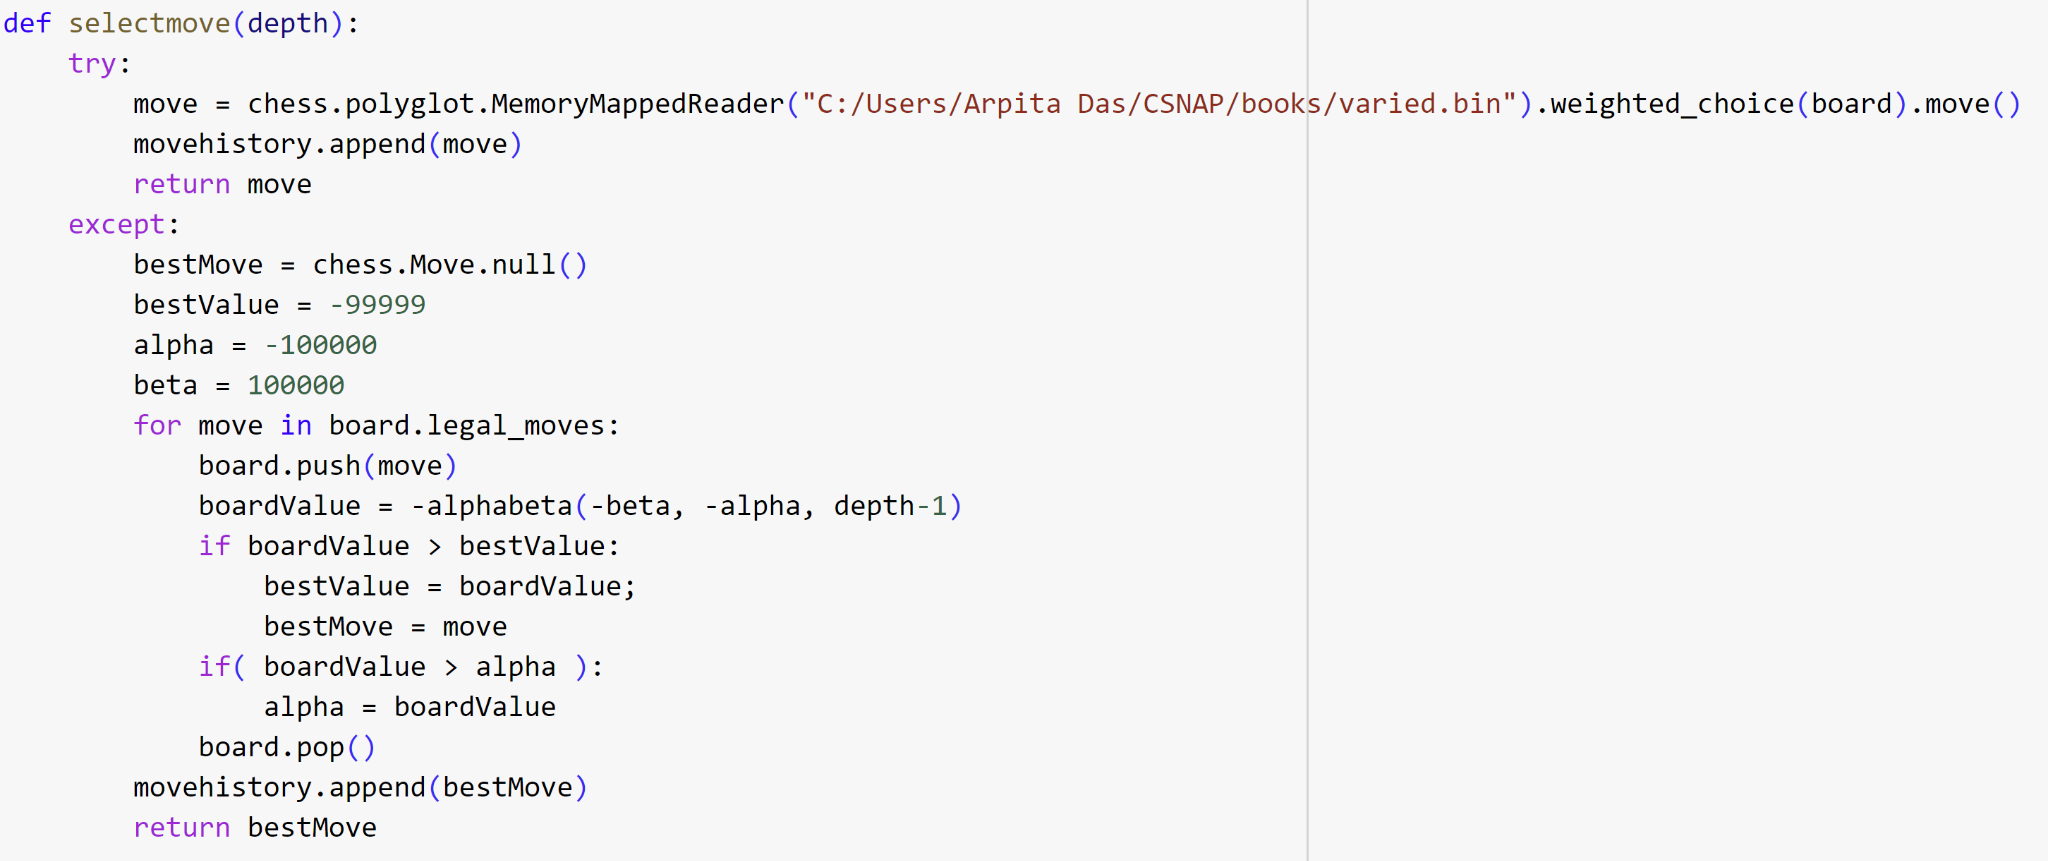 def selectmove(depth):
    try:
        move = chess.polyglot.MemoryMappedReader("C:/Users/Arpita Das/CSNAP/books/varied.bin").weighted_choice(board).move()
        movehistory.append(move)
        return move
    except:
        bestMove = chess.Move.null()
        bestValue = -99999
        alpha = -100000
        beta = 100000
        for move in board.legal_moves:
            board.push(move)
            boardValue = -alphabeta(-beta, -alpha, depth-1)
            if boardValue > bestValue:
                bestValue = boardValue;
                bestMove = move
            if( boardValue > alpha ):
                alpha = boardValue
            board.pop()
        movehistory.append(bestMove)
        return bestMove